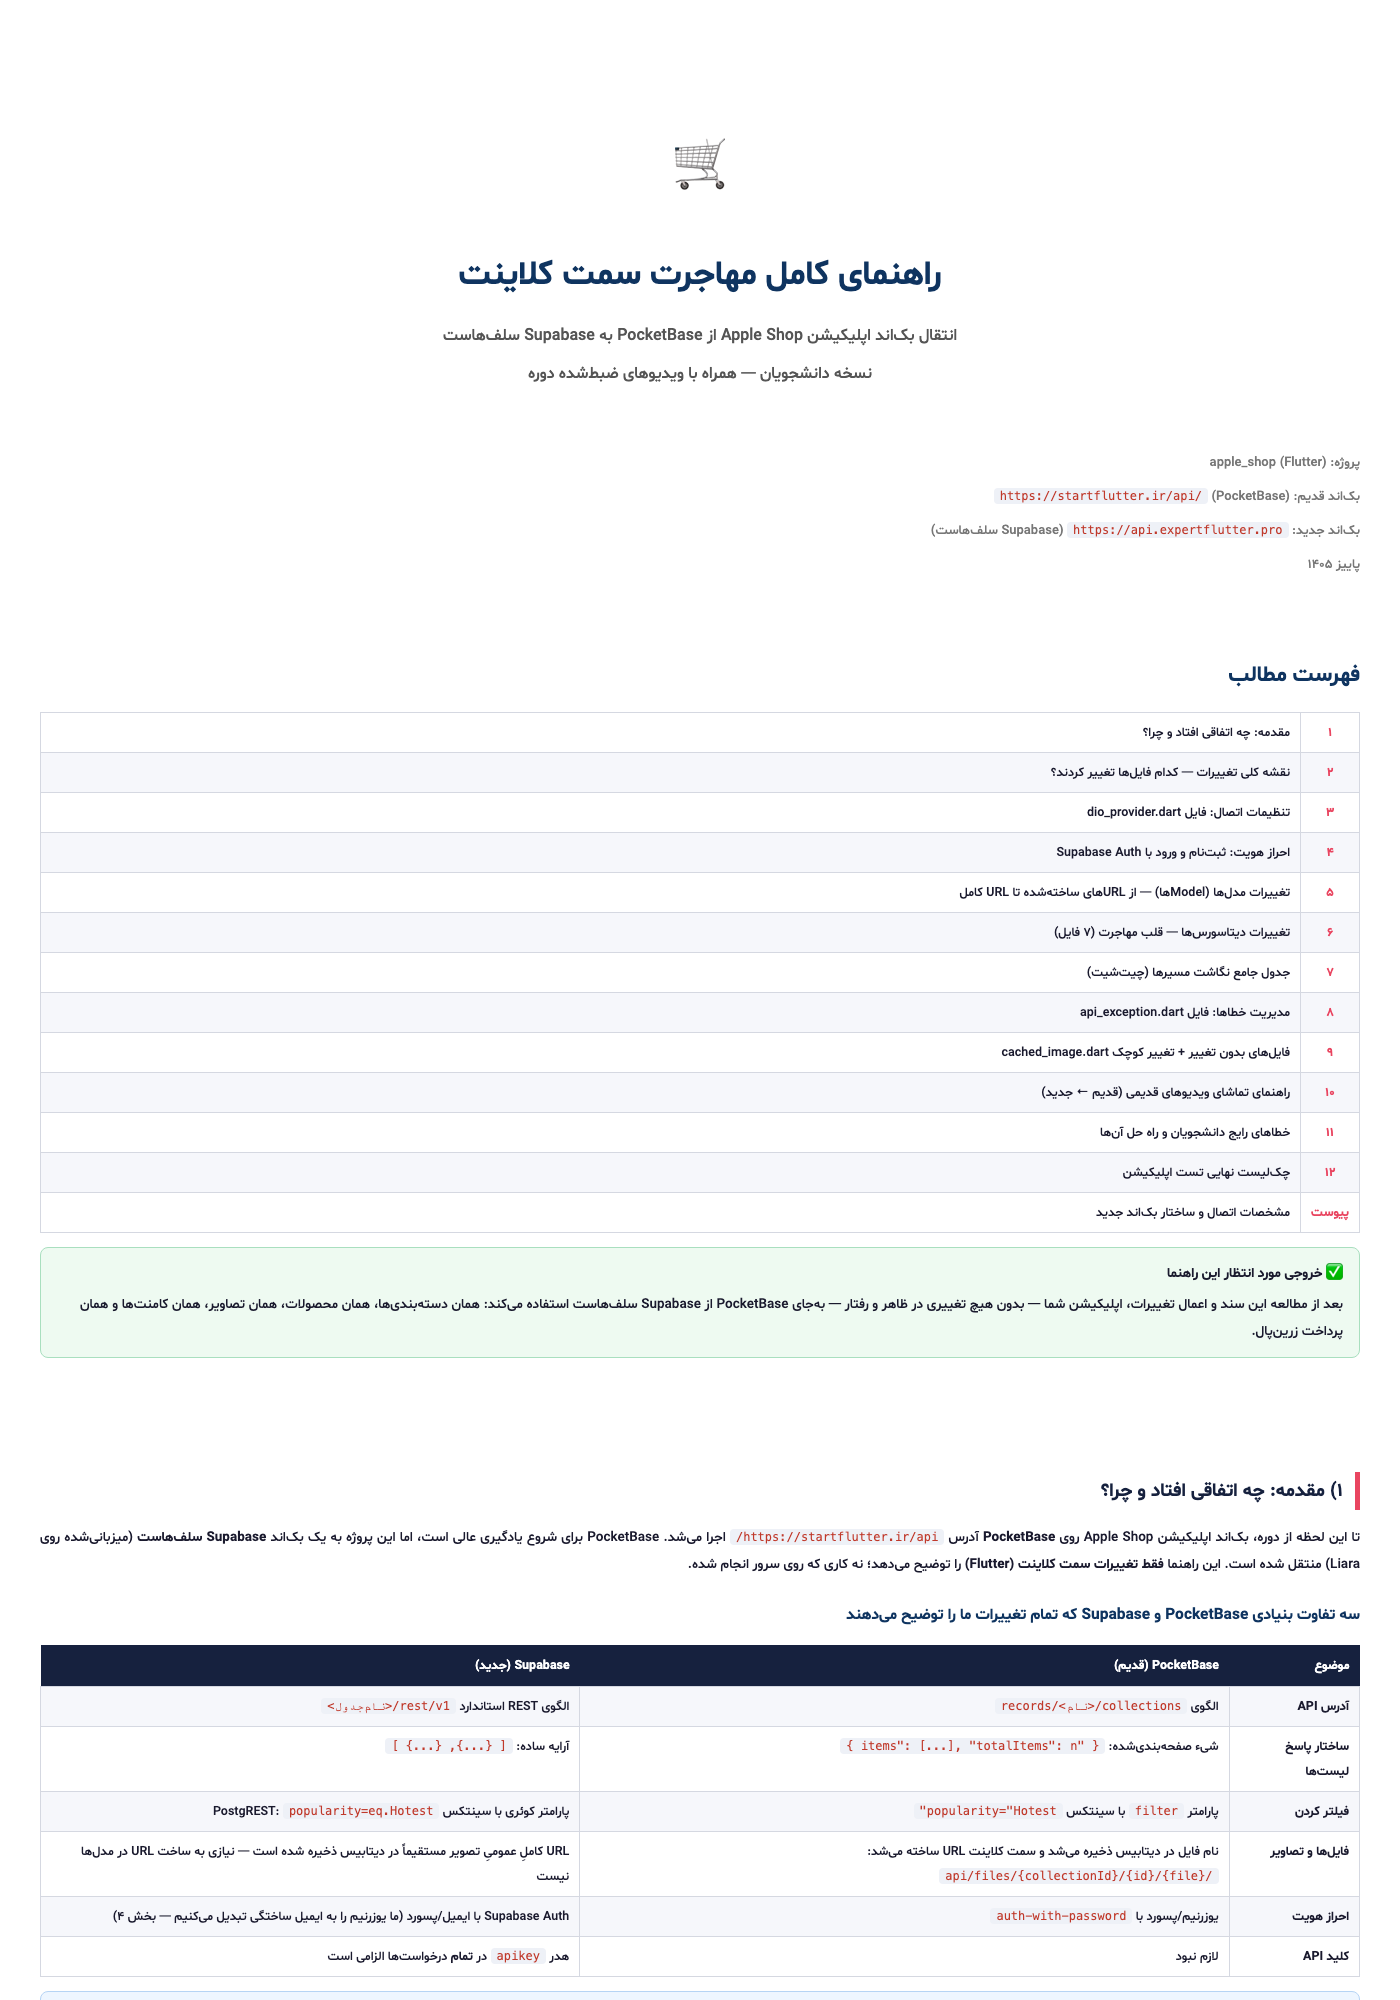 راهنمای کامل مهاجرت سمت کلاینت
انتقال بک‌اند اپلیکیشن Apple Shop از PocketBase به Supabase سلف‌هاست
نسخه دانشجویان — همراه با ویدیوهای ضبط‌شده دوره
پروژه: apple_shop (Flutter)
بک‌اند قدیم: https://startflutter.ir/api/ (PocketBase)
بک‌اند جدید: https://api.expertflutter.pro (Supabase سلف‌هاست)
پاییز ۱۴۰۵
فهرست مطالب
۱ مقدمه: چه اتفاقی افتاد و چرا؟
۲ نقشه کلی تغییرات — کدام فایل‌ها تغییر کردند؟
۳ تنظیمات اتصال: فایل dio_provider.dart
۴ احراز هویت: ثبت‌نام و ورود با Supabase Auth
۵ تغییرات مدل‌ها (Modelها) — از URLهای ساخته‌شده تا URL کامل
۶ تغییرات دیتاسورس‌ها — قلب مهاجرت (۷ فایل)
۷ جدول جامع نگاشت مسیرها (چیت‌شیت)
۸ مدیریت خطاها: فایل api_exception.dart
۹ فایل‌های بدون تغییر + تغییر کوچک cached_image.dart
۱۰ راهنمای تماشای ویدیوهای قدیمی (قدیم ← جدید)
۱۱ خطاهای رایج دانشجویان و راه حل آن‌ها
۱۲ چک‌لیست نهایی تست اپلیکیشن
پیوست مشخصات اتصال و ساختار بک‌اند جدید
✅ خروجی مورد انتظار این راهنما
بعد از مطالعه این سند و اعمال تغییرات، اپلیکیشن شما — بدون هیچ تغییری در ظاهر و رفتار — به‌جای PocketBase از Supabase سلف‌هاست استفاده می‌کند: همان دسته‌بندی‌ها، همان محصولات، همان تصاویر، همان کامنت‌ها و همان
پرداخت زرین‌پال.
۱) مقدمه: چه اتفاقی افتاد و چرا؟
تا این لحظه از دوره، بک‌اند اپلیکیشن Apple Shop روی PocketBase آدرس https://startflutter.ir/api/ اجرا می‌شد. PocketBase برای شروع یادگیری عالی است، اما این پروژه به یک بک‌اند Supabase سلف‌هاست (میزبانی‌شده روی
Liara) منتقل شده است. این راهنما فقط تغییرات سمت کلاینت (Flutter) را توضیح می‌دهد؛ نه کاری که روی سرور انجام شده.
سه تفاوت بنیادی PocketBase و Supabase که تمام تغییرات ما را توضیح می‌دهند
موضوع PocketBase (قدیم) Supabase (جدید)
آدرس API الگوی collections/<نام>/records الگوی REST استاندارد rest/v1/<نام‌جدول>
ساختار پاسخ شیء صفحه‌بندی‌شده: { "items": [...], "totalItems": n } آرایه ساده: [ {...}, {...} ]
لیست‌ها
فیلتر کردن پارامتر filter با سینتکس popularity="Hotest" پارامتر کوئری با سینتکس PostgREST: popularity=eq.Hotest
فایل‌ها و تصاویر نام فایل در دیتابیس ذخیره می‌شد و سمت کلاینت URL ساخته می‌شد: URL کاملِ عمومیِ تصویر مستقیماً در دیتابیس ذخیره شده است — نیازی به ساخت URL در مدل‌ها
api/files/{collectionId}/{id}/{file}/ نیست
احراز هویت یوزرنیم/پسورد با auth-with-password Supabase Auth با ایمیل/پسورد (ما یوزرنیم را به ایمیل ساختگی تبدیل می‌کنیم — بخش ۴)
کلید API لازم نبود هدر apikey در تمام درخواست‌ها الزامی است